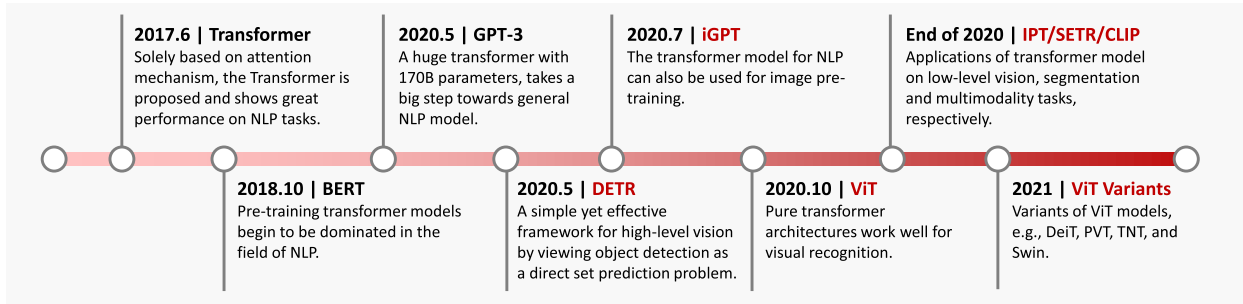 2017.6 | Transformer
Solely based on attention
mechanism, the Transformer is
proposed and shows great
performance on NLP tasks.
2018.10 | BERT
Pre-training transformer models
begin to be dominated in the
field of NLP.
2020.5 | GPT-3
A huge transformer with
170B parameters, takes a
big step towards general
NLP model.
2020.5 | DETR
A simple yet effective
framework for high-level vision
by viewing object detection as
a direct set prediction problem.
2020.7 | iGPT
The transformer model for NLP
can also be used for image pre-
training.
2020.10 | ViT
Pure transformer
architectures work well for
visual recognition.
End of 2020 | IPT/SETR/CLIP
Applications of transformer model
on low-level vision, segmentation
and multimodality tasks,
respectively.
2021 | ViT Variants
Variants of ViT models,
e.g., DeiT, PVT, TNT, and
Swin.